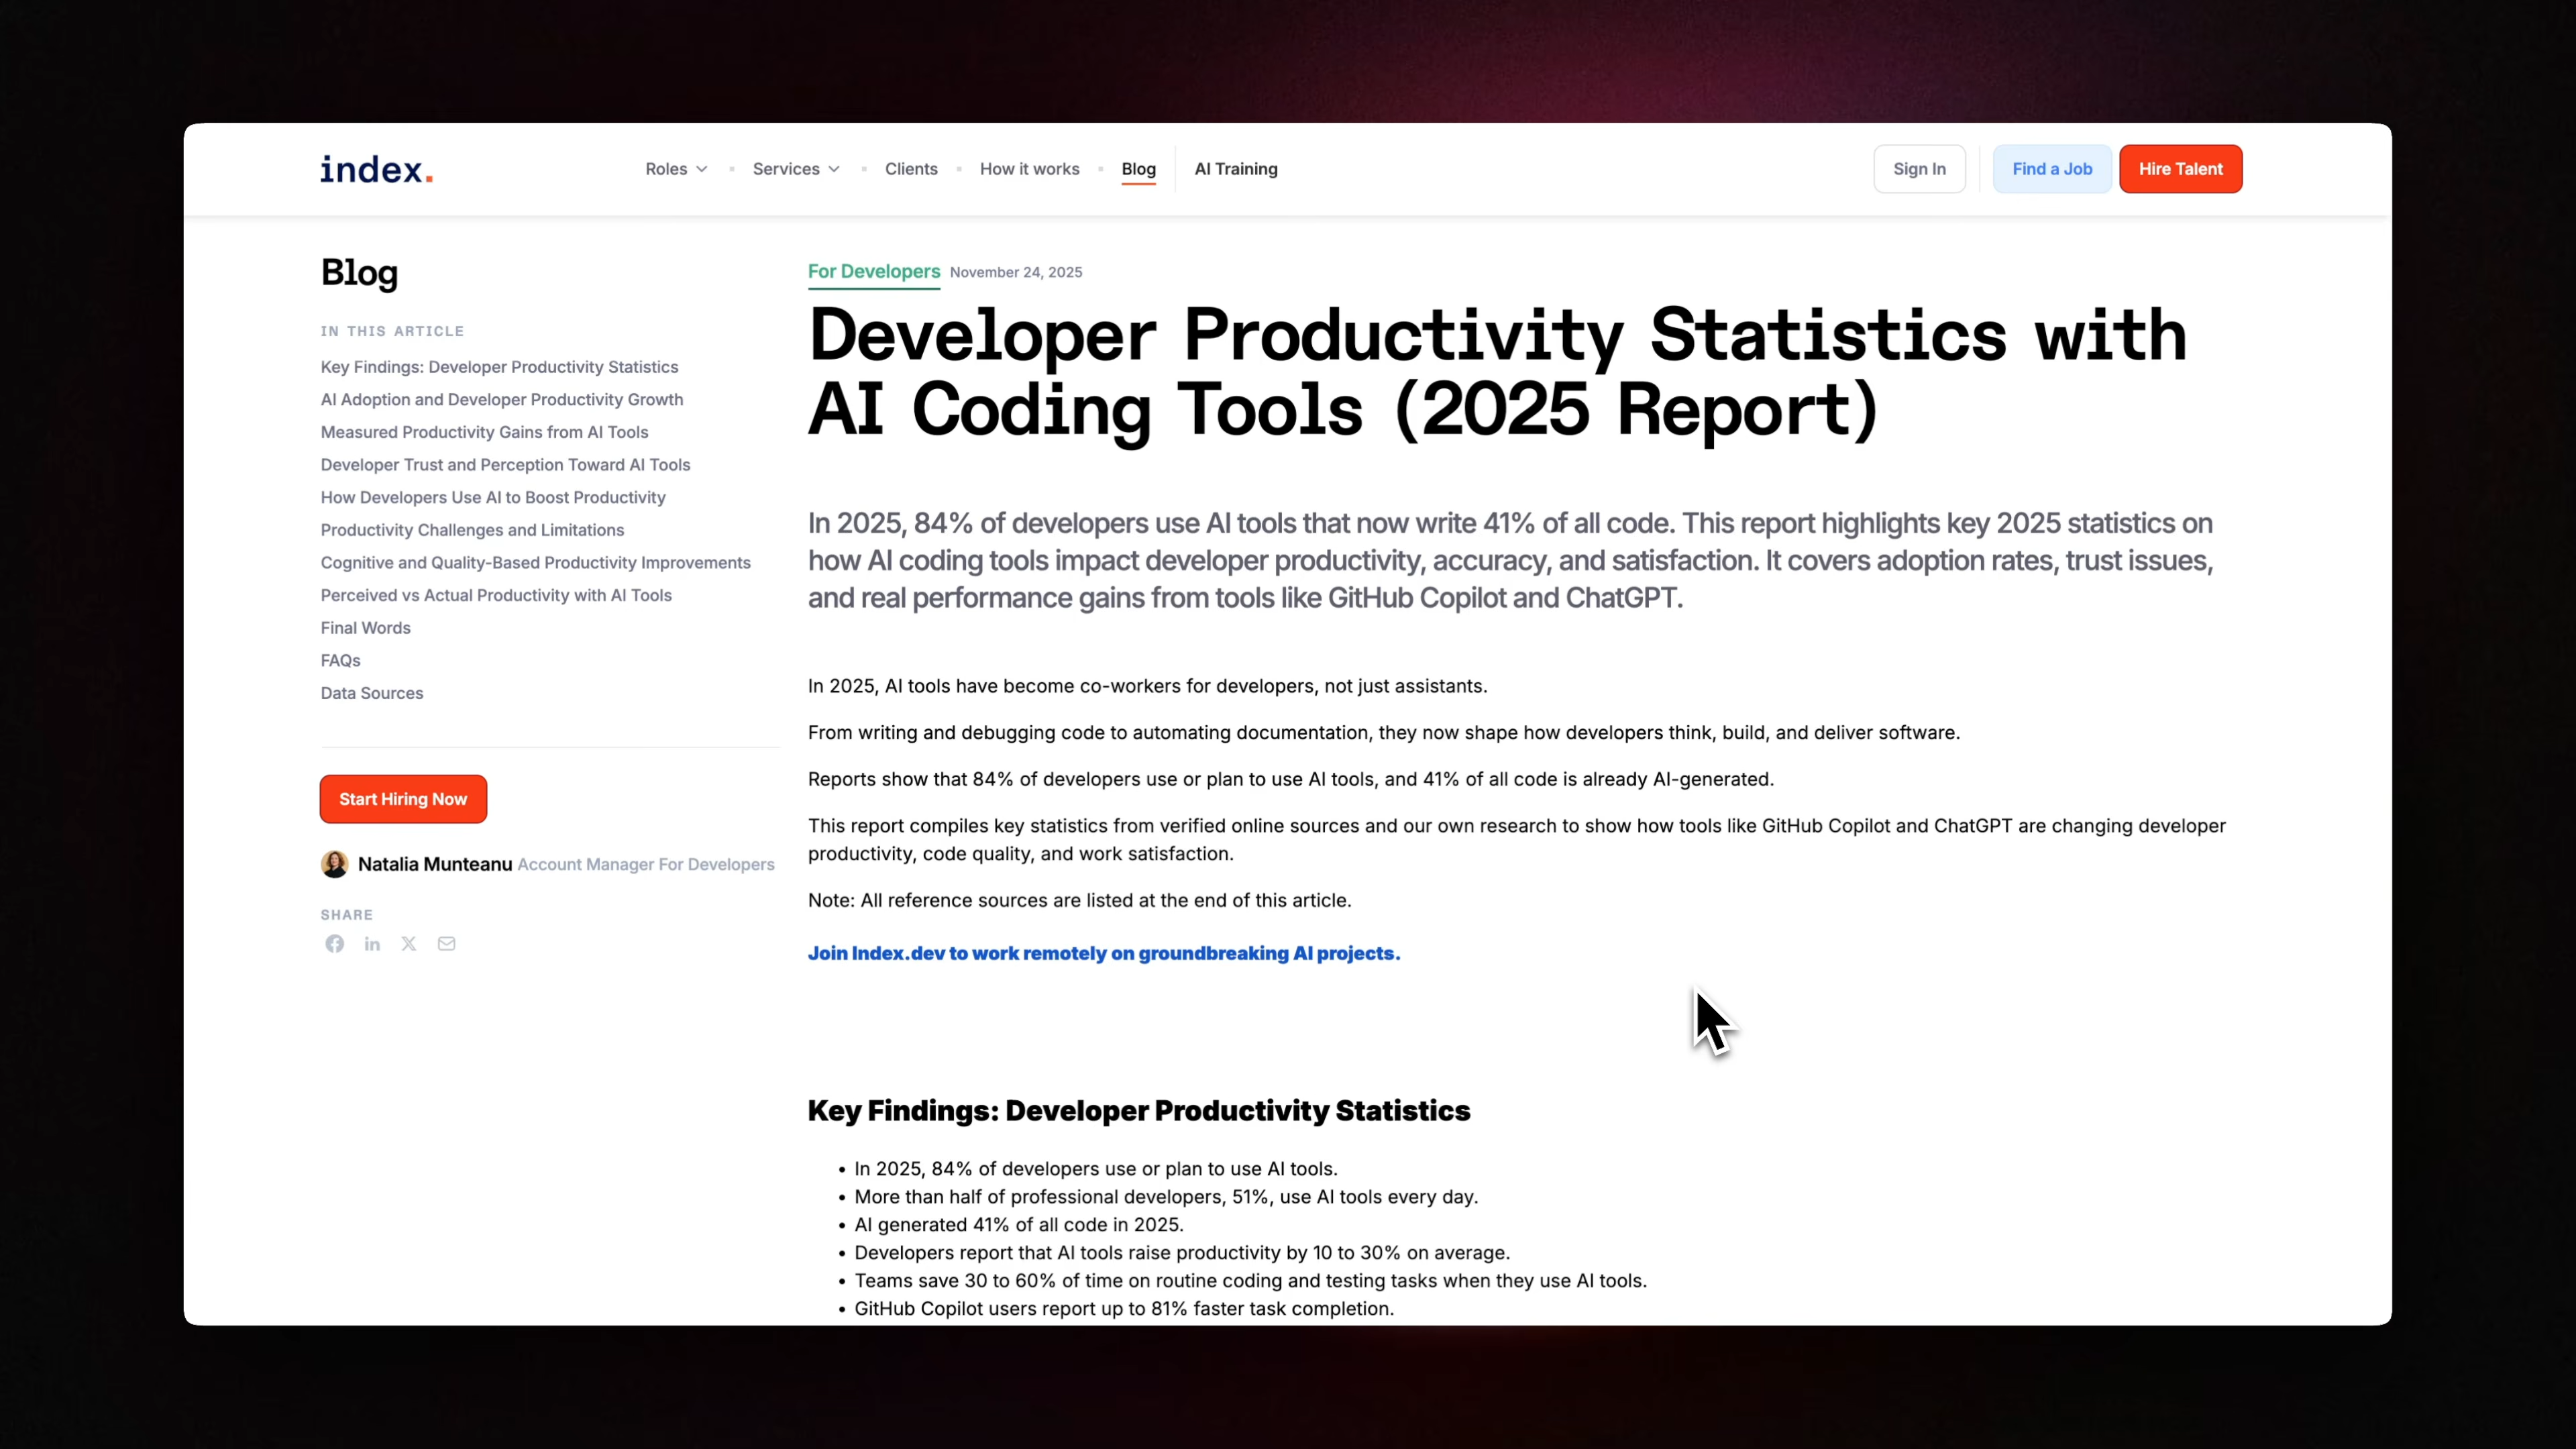 index.
Roles
Services
Clients
How it works
Blog
AI Training
Sign In
Find a Job
Hire Talent
Blog
IN THIS ARTICLE
Key Findings: Developer Productivity Statistics
AI Adoption and Developer Productivity Growth
Measured Productivity Gains from AI Tools
Developer Trust and Perception Toward AI Tools
How Developers Use AI to Boost Productivity
Productivity Challenges and Limitations
Cognitive and Quality-Based Productivity Improvements
Perceived vs Actual Productivity with AI Tools
Final Words
FAQs
Data Sources
Start Hiring Now
Natalia Munteanu Account Manager For Developers
SHARE
For Developers November 24, 2025
Developer Productivity Statistics with
AI Coding Tools (2025 Report)
In 2025, 84% of developers use AI tools that now write 41% of all code. This report highlights key 2025 statistics on
how AI coding tools impact developer productivity, accuracy, and satisfaction. It covers adoption rates, trust issues,
and real performance gains from tools like GitHub Copilot and ChatGPT.
In 2025, AI tools have become co-workers for developers, not just assistants.
From writing and debugging code to automating documentation, they now shape how developers think, build, and deliver software.
Reports show that 84% of developers use or plan to use AI tools, and 41% of all code is already AI-generated.
This report compiles key statistics from verified online sources and our own research to show how tools like GitHub Copilot and ChatGPT are changing developer
productivity, code quality, and work satisfaction.
Note: All reference sources are listed at the end of this article.
Join Index.dev to work remotely on groundbreaking AI projects.
Key Findings: Developer Productivity Statistics
• In 2025, 84% of developers use or plan to use AI tools.
• More than half of professional developers, 51%, use AI tools every day.
• AI generated 41% of all code in 2025.
• Developers report that AI tools raise productivity by 10 to 30% on average.
• Teams save 30 to 60% of time on routine coding and testing tasks when they use AI tools.
• GitHub Copilot users report up to 81% faster task completion.